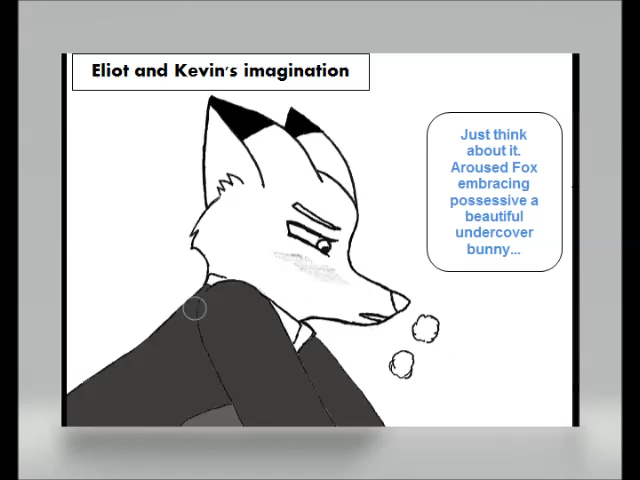 Eliot and Kevin's imagination
Just think
about it.
Aroused Fox
embracing
possessive a
beautiful
undercover
bunny...